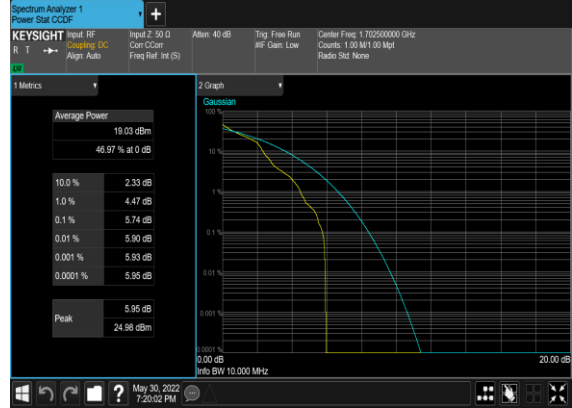 Spectrum Analyzer 1
Power Stat CCDF
+
KEYSIGHT
R T
Input: RF
Coupling: DC
Align: Auto
Input Z: 50 Ω
Corr CCorr
Freq Ref: Int (S)
Atten: 40 dB
Trig: Free Run
#IF Gain: Low
Center Freq: 1.702500000 GHz
Counts: 1.00 M/1.00 Mpt
Radio Std: None
1 Metrics
Average Power
19.03 dBm
46.97 % at 0 dB
10.0 % 2.33 dB
1.0 % 4.47 dB
0.1 % 5.74 dB
0.01 % 5.90 dB
0.001 % 5.93 dB
0.0001 % 5.95 dB
Peak
5.95 dB
24.98 dBm
2 Graph
Gaussian
100 %
10 %
1 %
0.1 %
0.01 %
0.001 %
0.0001 %
0.00 dB
20.00 dB
Info BW 10.000 MHz
?
May 30, 2022
7:20:02 PM